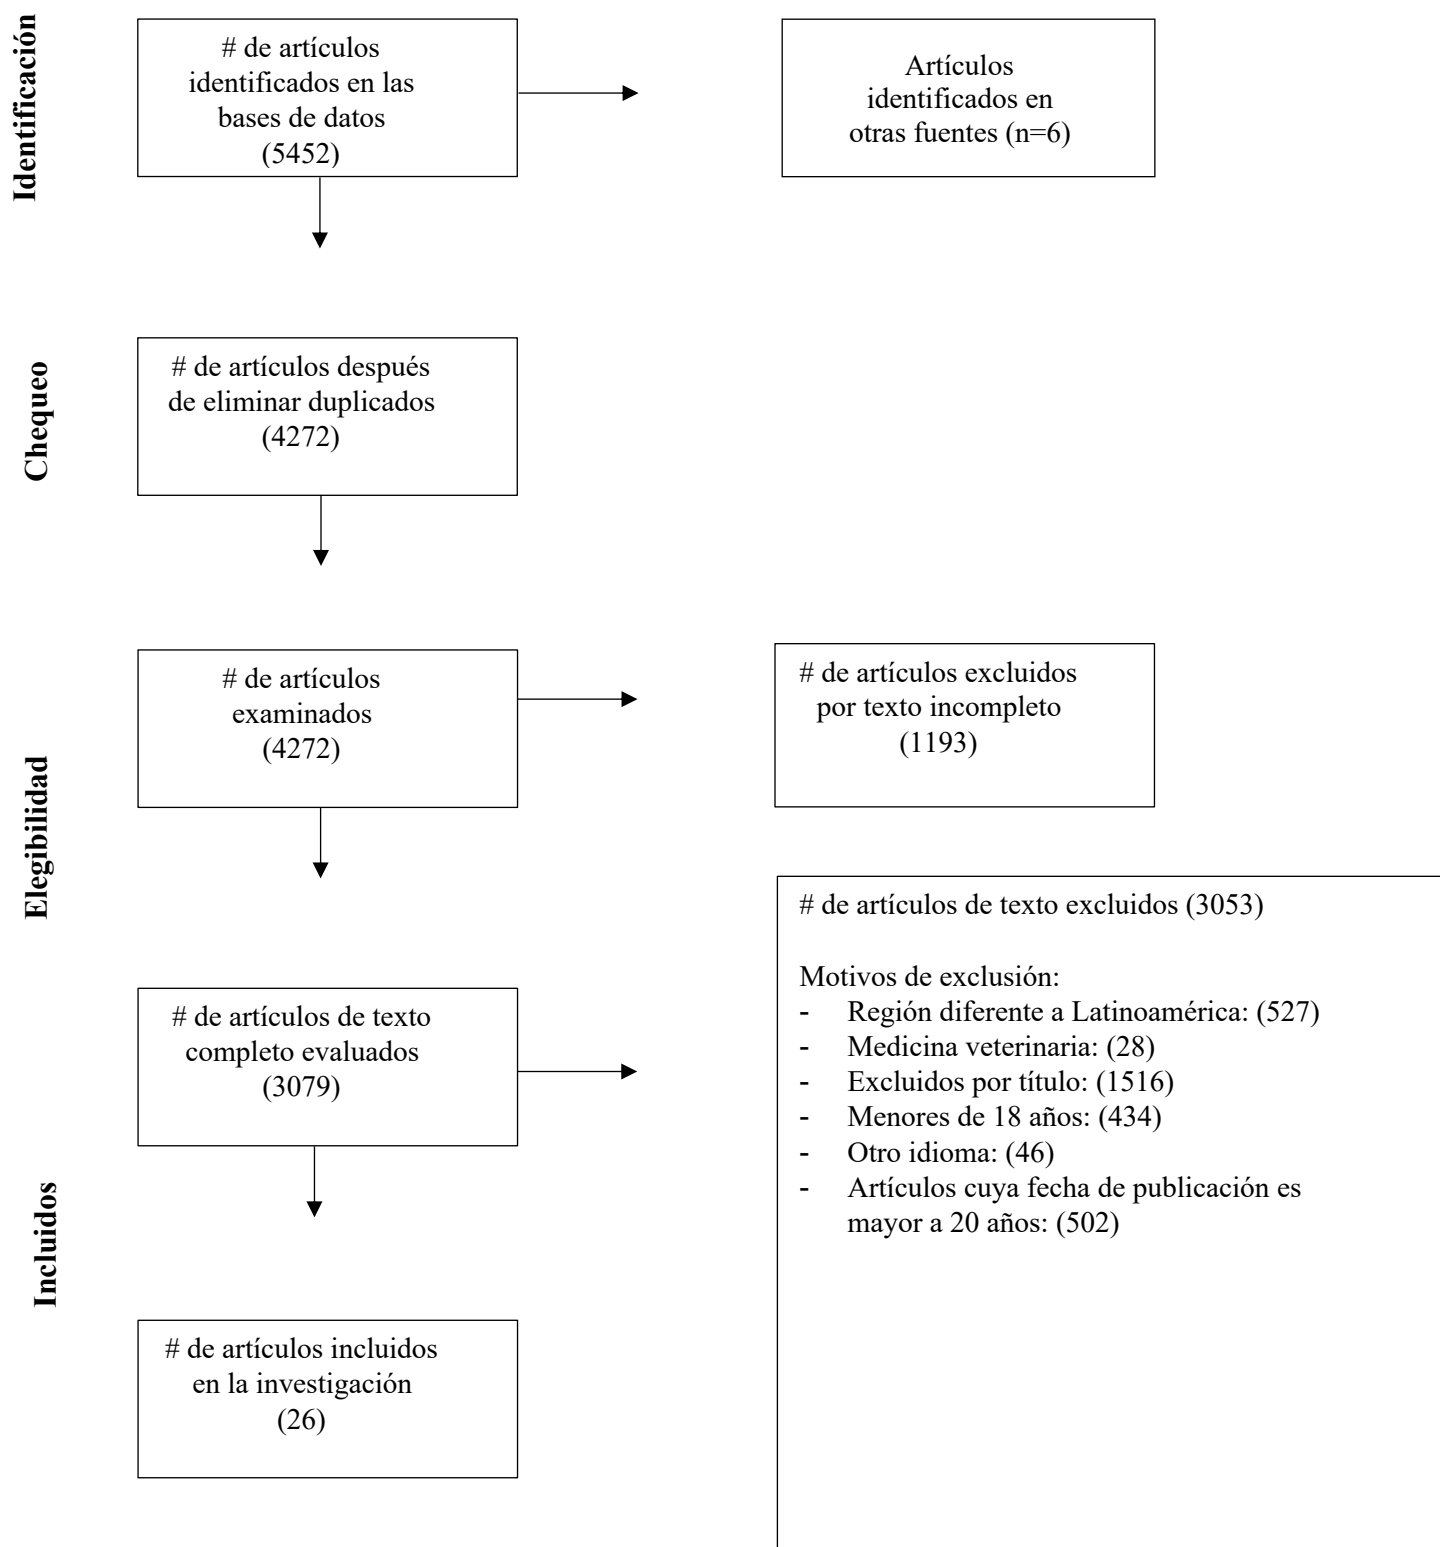 Identificación
# de artículos
identificados en las
bases de datos
(5452)
Artículos
identificados en
otras fuentes (n=6)
Chequeo
# de artículos después
de eliminar duplicados
(4272)
Elegibilidad
# de artículos
examinados
(4272)
# de artículos excluidos
por texto incompleto
(1193)
# de artículos de texto
completo evaluados
(3079)
# de artículos de texto excluidos (3053)
Motivos de exclusión:
- Región diferente a Latinoamérica: (527)
- Medicina veterinaria: (28)
- Excluidos por título: (1516)
- Menores de 18 años: (434)
- Otro idioma: (46)
- Artículos cuya fecha de publicación es
mayor a 20 años: (502)
Incluidos
# de artículos incluidos
en la investigación
(26)